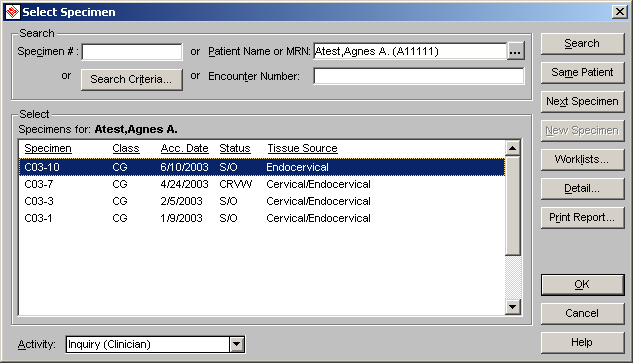 Select Specimen
Search
Specimen # : or Patient Name or MRN: Atest,Agnes A. (A11111) ...
or Search Criteria... or Encounter Number:
Search
Same Patient
Next Specimen
New Specimen
Worklists...
Detail...
Print Report...
Select
Specimens for: Atest,Agnes A.
Specimen Class Acc. Date Status Tissue Source
C03-10 CG 6/10/2003 S/O Endocervical
C03-7 CG 4/24/2003 CRVW Cervical/Endocervical
C03-3 CG 2/5/2003 S/O Cervical/Endocervical
C03-1 CG 1/9/2003 S/O Cervical/Endocervical
OK
Cancel
Help
Activity: Inquiry (Clinician)